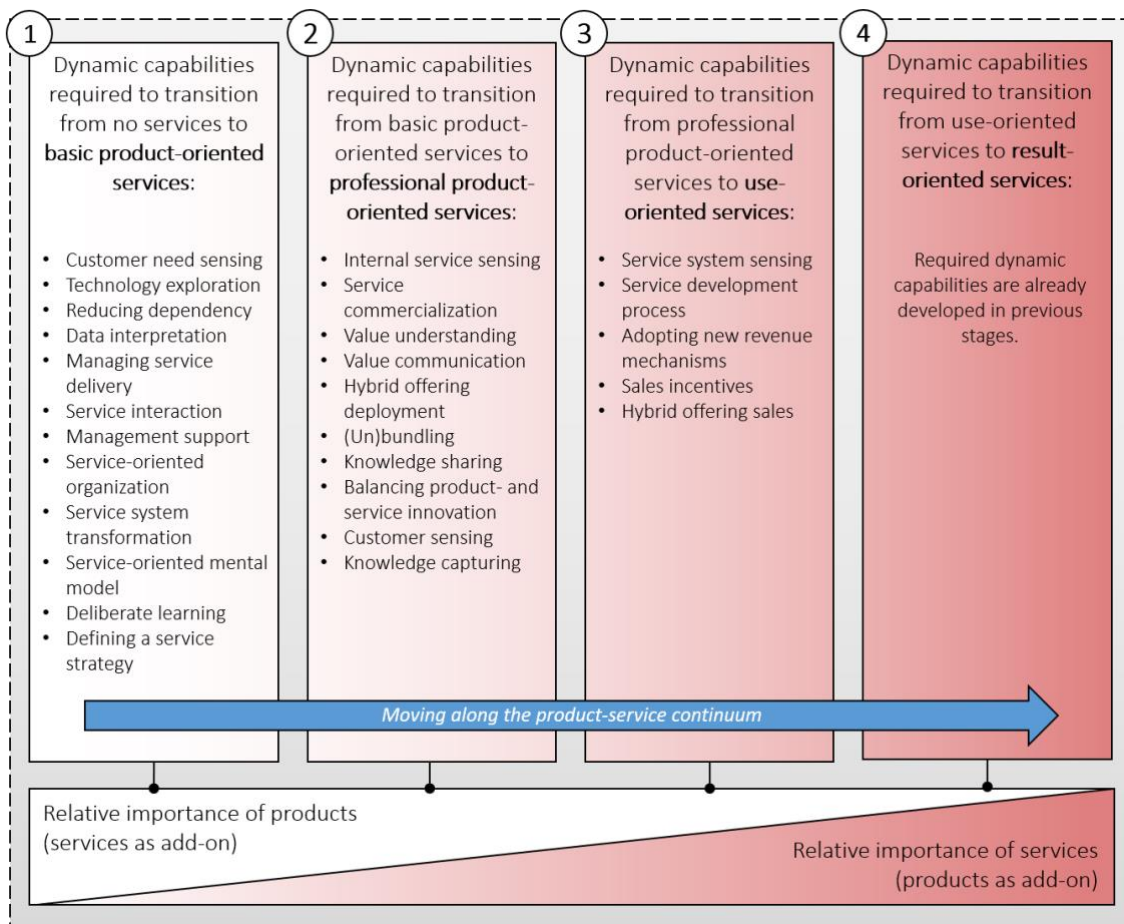 1
Dynamic capabilities
required to transition
from no services to
basic product-oriented
services:
• Customer need sensing
• Technology exploration
• Reducing dependency
• Data interpretation
• Managing service
delivery
• Service interaction
• Management support
• Service-oriented
organization
• Service system
transformation
• Service-oriented mental
model
• Deliberate learning
• Defining a service
strategy
2
Dynamic capabilities
required to transition
from basic product-
oriented services to
professional product-
oriented services:
• Internal service sensing
• Service
commercialization
• Value understanding
• Value communication
• Hybrid offering
deployment
• (Un)bundling
• Knowledge sharing
• Balancing product- and
service innovation
• Customer sensing
• Knowledge capturing
3
Dynamic capabilities
required to transition
from professional
product-oriented
services to use-
oriented services:
• Service system sensing
• Service development
process
• Adopting new revenue
mechanisms
• Sales incentives
• Hybrid offering sales
4
Dynamic capabilities
required to transition
from use-oriented
services to result-
oriented services:
Required dynamic
capabilities are already
developed in previous
stages.
Moving along the product-service continuum
Relative importance of products
(services as add-on)
Relative importance of services
(products as add-on)